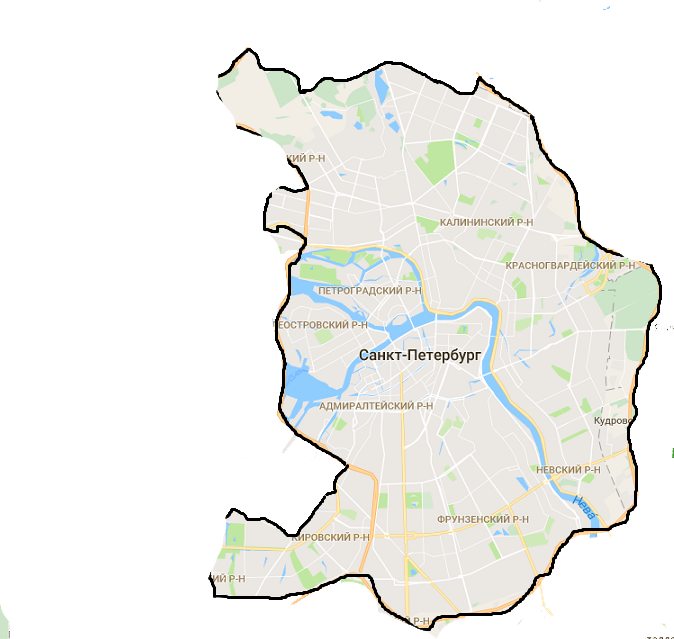 КИЙ Р-Н
КАЛИНИНСКИЙ Р-Н
КРАСНОГВАРДЕЙСКИЙ Р-Н
ПЕТРОГРАДСКИЙ Р-Н
ЕОСТРОВСКИЙ Р-Н
Санкт-Петербург
АДМИРАЛТЕЙСКИЙ Р-Н
Кудрово
НЕВСКИЙ Р-Н
Нева
ФРУНЗЕНСКИЙ Р-Н
КИРОВСКИЙ Р-Н
ИЙ Р-Н
Й Р-Н